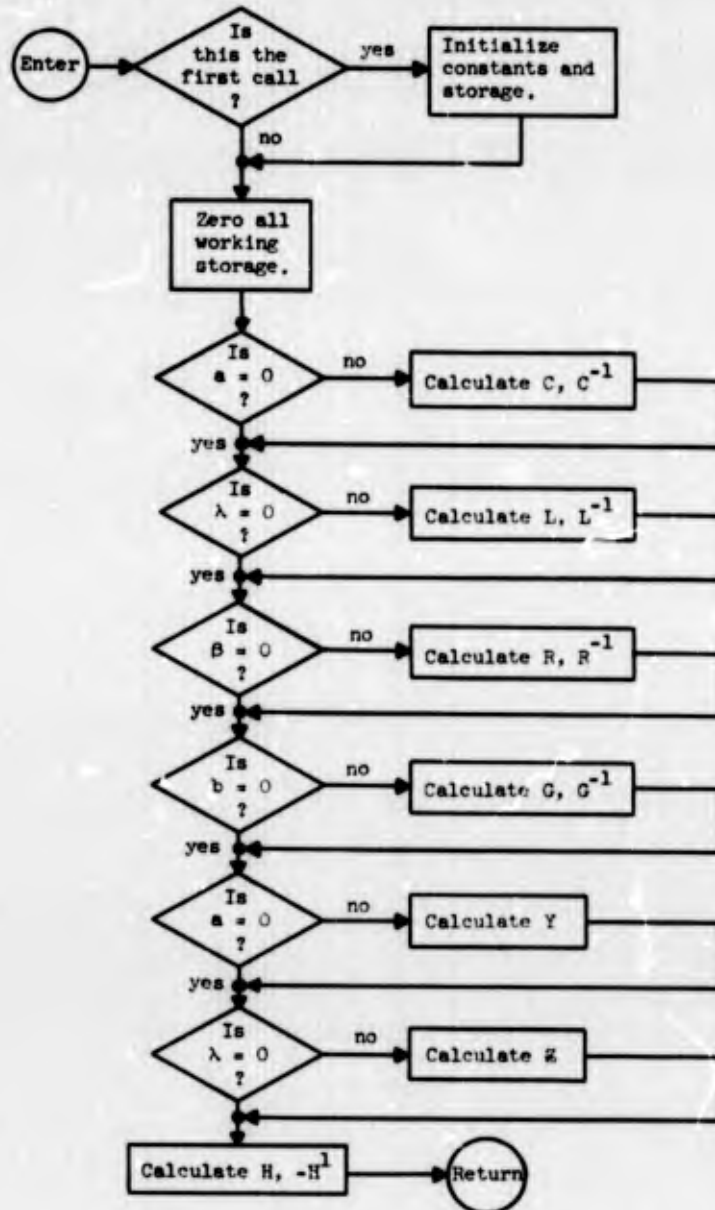 Enter
Is
this the
first call
?
yes
Initialize
constants and
storage.
no
Zero all
working
storage.
Is
a = 0
?
no
Calculate C, C⁻¹
yes
Is
λ = 0
?
no
Calculate L, L⁻¹
yes
Is
β = 0
?
no
Calculate R, R⁻¹
yes
Is
b = 0
?
no
Calculate G, G⁻¹
yes
Is
a = 0
?
no
Calculate Y
yes
Is
λ = 0
?
no
Calculate Z
Calculate H, -H¹
Return